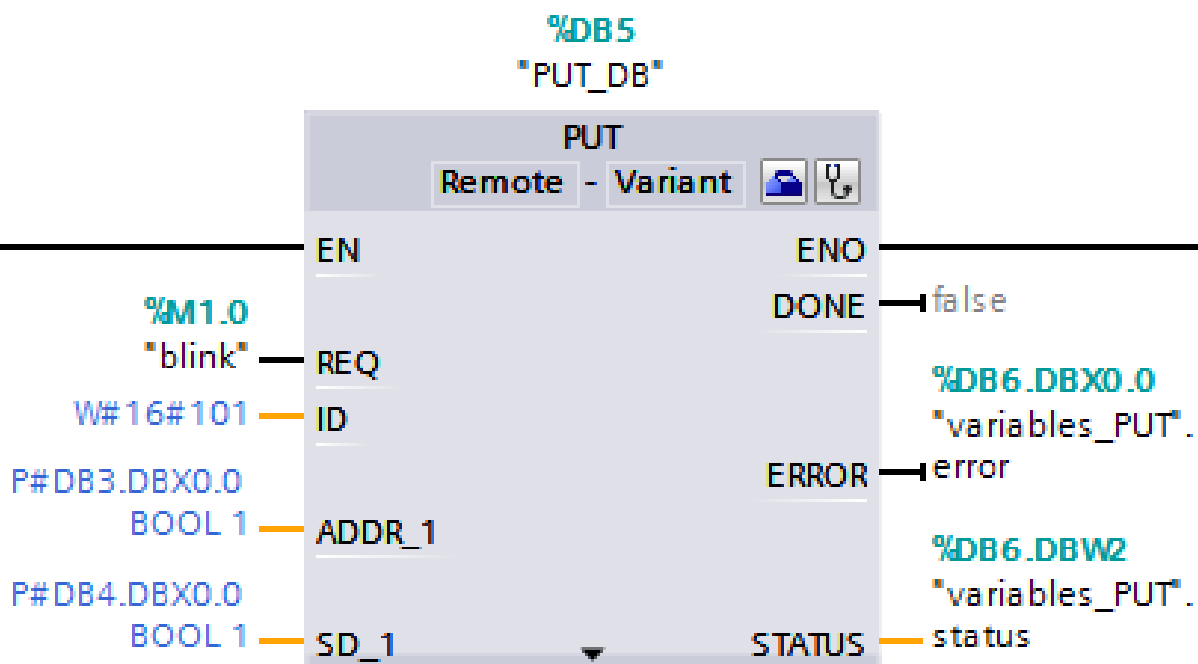 %DB5
"PUT_DB"
PUT
Remote - Variant
EN
ENO
DONE
false
%M1.0
"blink"
REQ
W#16#101
ID
%DB6.DBX0.0
"variables_PUT".
error
ERROR
P#DB3.DBX0.0
BOOL 1
ADDR_1
%DB6.DBW2
"variables_PUT".
status
P#DB4.DBX0.0
BOOL 1
SD_1
STATUS